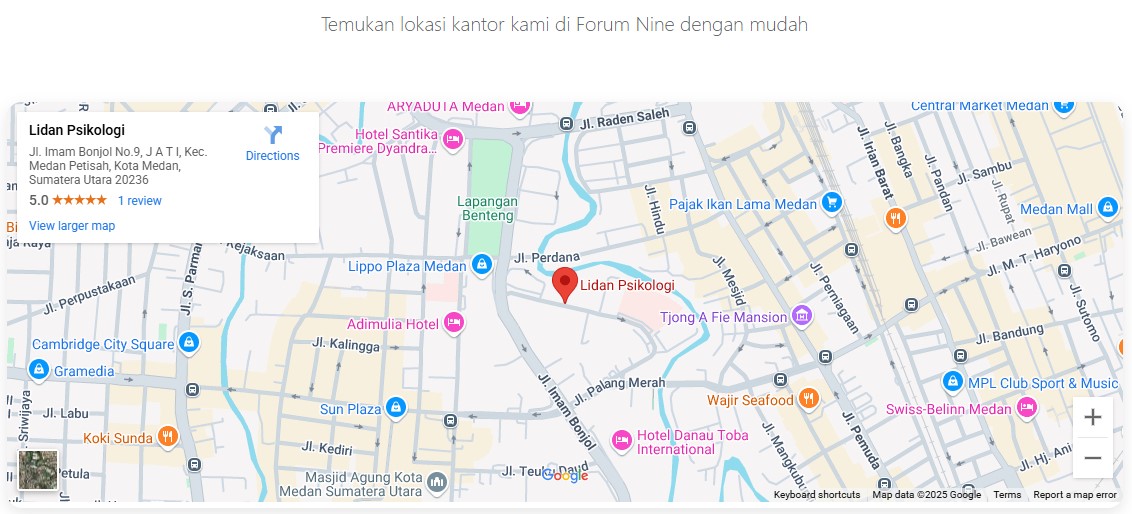 Temukan lokasi kantor kami di Forum Nine dengan mudah
Lidan Psikologi
Jl. Imam Bonjol No.9, J A T I, Kec.
Medan Petisah, Kota Medan,
Sumatera Utara 20236
5.0 ★★★★★ 1 review
View larger map
Directions
ARYADUTA Medan
Hotel Santika
Premiere Dyandra...
Jl. Raden Saleh
Central Market Medan
Jl. Irian Barat
Jl. Bangka
Jl. Pandan
Jl. Sambu
Jl. Rupat
Jl. Bawean
Medan Mall
Jl. M.T. Haryono
Lapangan
Benteng
Jl. Hindu
Pajak Ikan Lama Medan
Kejaksaan
Jl. S. Parman
Jl. Perdana
Lippo Plaza Medan
Lidan Psikologi
Jl. Perpustakaan
Jl. Mesjid
Jl. Perniagaan
Jl. Sutomo
Adimulia Hotel
Tjong A Fie Mansion
Jl. Bandung
Cambridge City Square
Jl. Kalingga
Gramedia
Jl. Palang Merah
MPL Club Sport & Music
Sriwijaya
Jl. Labu
Sun Plaza
Jl. Imam Bonjol
Wajir Seafood
Swiss-Belinn Medan
Koki Sunda
Jl. Kediri
Hotel Danau Toba
International
Jl. Pemuda
Jl. Mangkubu
Jl. Hj. Ani
Petula
Masjid Agung Kota
Medan Sumatera Utara
Jl. Teuku Daud
Google
Keyboard shortcuts
Map data ©2025 Google
Terms
Report a map error